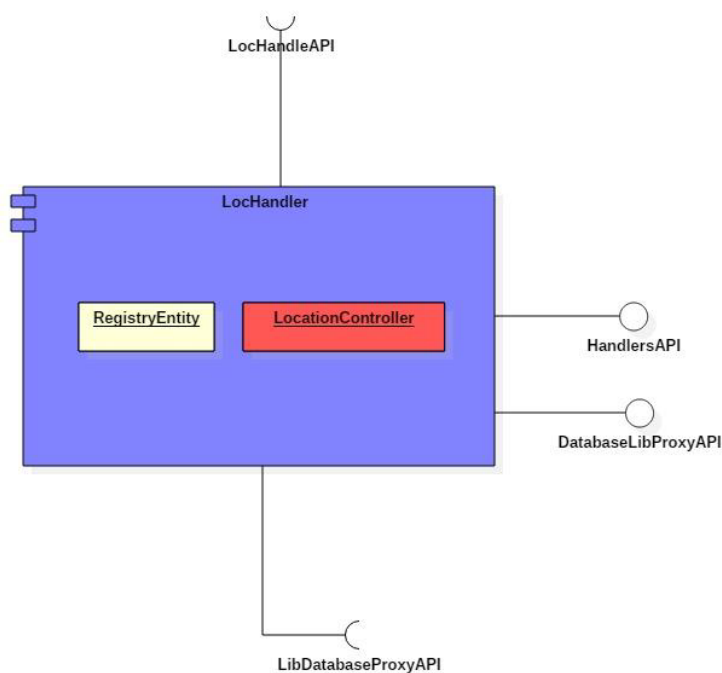 LocHandleAPI
LocHandler
RegistryEntity
LocationController
HandlersAPI
DatabaseLibProxyAPI
LibDatabaseProxyAPI